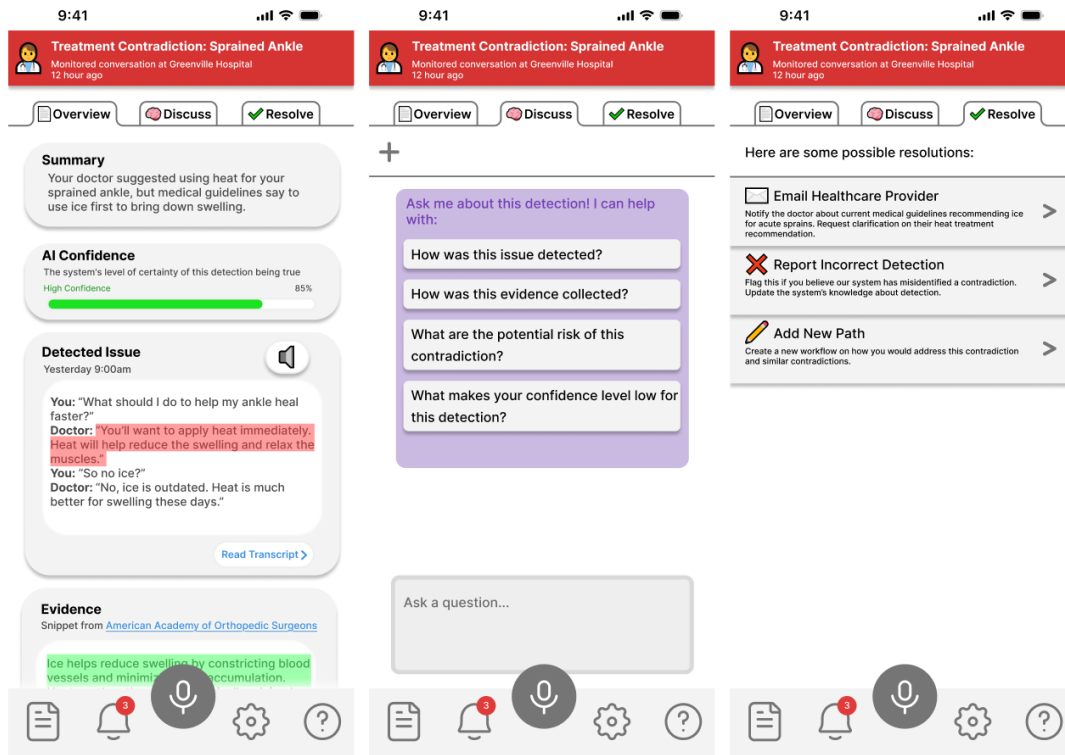 9:41
Treatment Contradiction: Sprained Ankle
Monitored conversation at Greenville Hospital
12 hour ago
Overview
Discuss
Resolve
Summary
Your doctor suggested using heat for your
sprained ankle, but medical guidelines say to
use ice first to bring down swelling.
AI Confidence
The system's level of certainty of this detection being true
High Confidence 85%
Detected Issue
Yesterday 9:00am
You: “What should I do to help my ankle heal
faster?”
Doctor: “You’ll want to apply heat immediately.
Heat will help reduce the swelling and relax the
muscles.”
You: “So no ice?”
Doctor: “No, ice is outdated. Heat is much
better for swelling these days.”
Read Transcript >
Evidence
Snippet from American Academy of Orthopedic Surgeons
Ice helps reduce swelling by constricting blood
vessels and accumulation.
3
9:41
Treatment Contradiction: Sprained Ankle
Monitored conversation at Greenville Hospital
12 hour ago
Overview
Discuss
Resolve
+
Ask me about this detection! I can help
with:
How was this issue detected?
How was this evidence collected?
What are the potential risk of this
contradiction?
What makes your confidence level low for
this detection?
Ask a question...
3
?
9:41
Treatment Contradiction: Sprained Ankle
Monitored conversation at Greenville Hospital
12 hour ago
Overview
Discuss
Resolve
Here are some possible resolutions:
Email Healthcare Provider
Notify the doctor about current medical guidelines recommending ice
for acute sprains. Request clarification on their heat treatment
recommendation.
Report Incorrect Detection
Flag this if you believe our system has misidentified a contradiction.
Update the system's knowledge about detection.
Add New Path
Create a new workflow on how you would address this contradiction
and similar contradictions.
3
?